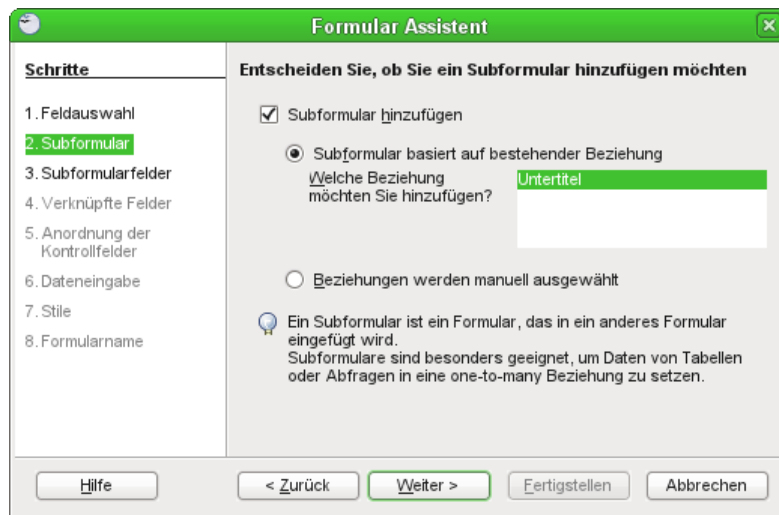 Formular Assistent
Schritte
1. Feldauswahl
2. Subformular
3. Subformularfelder
4. Verknüpfte Felder
5. Anordnung der
Kontrollfelder
6. Dateneingabe
7. Stile
8. Formularname
Entscheiden Sie, ob Sie ein Subformular hinzufügen möchten
Subformular hinzufügen
Subformular basiert auf bestehender Beziehung
Welche Beziehung
möchten Sie hinzufügen?
Untertitel
Beziehungen werden manuell ausgewählt
Ein Subformular ist ein Formular, das in ein anderes Formular
eingefügt wird.
Subformulare sind besonders geeignet, um Daten von Tabellen
oder Abfragen in eine one-to-many Beziehung zu setzen.
Hilfe
< Zurück
Weiter >
Fertigstellen
Abbrechen